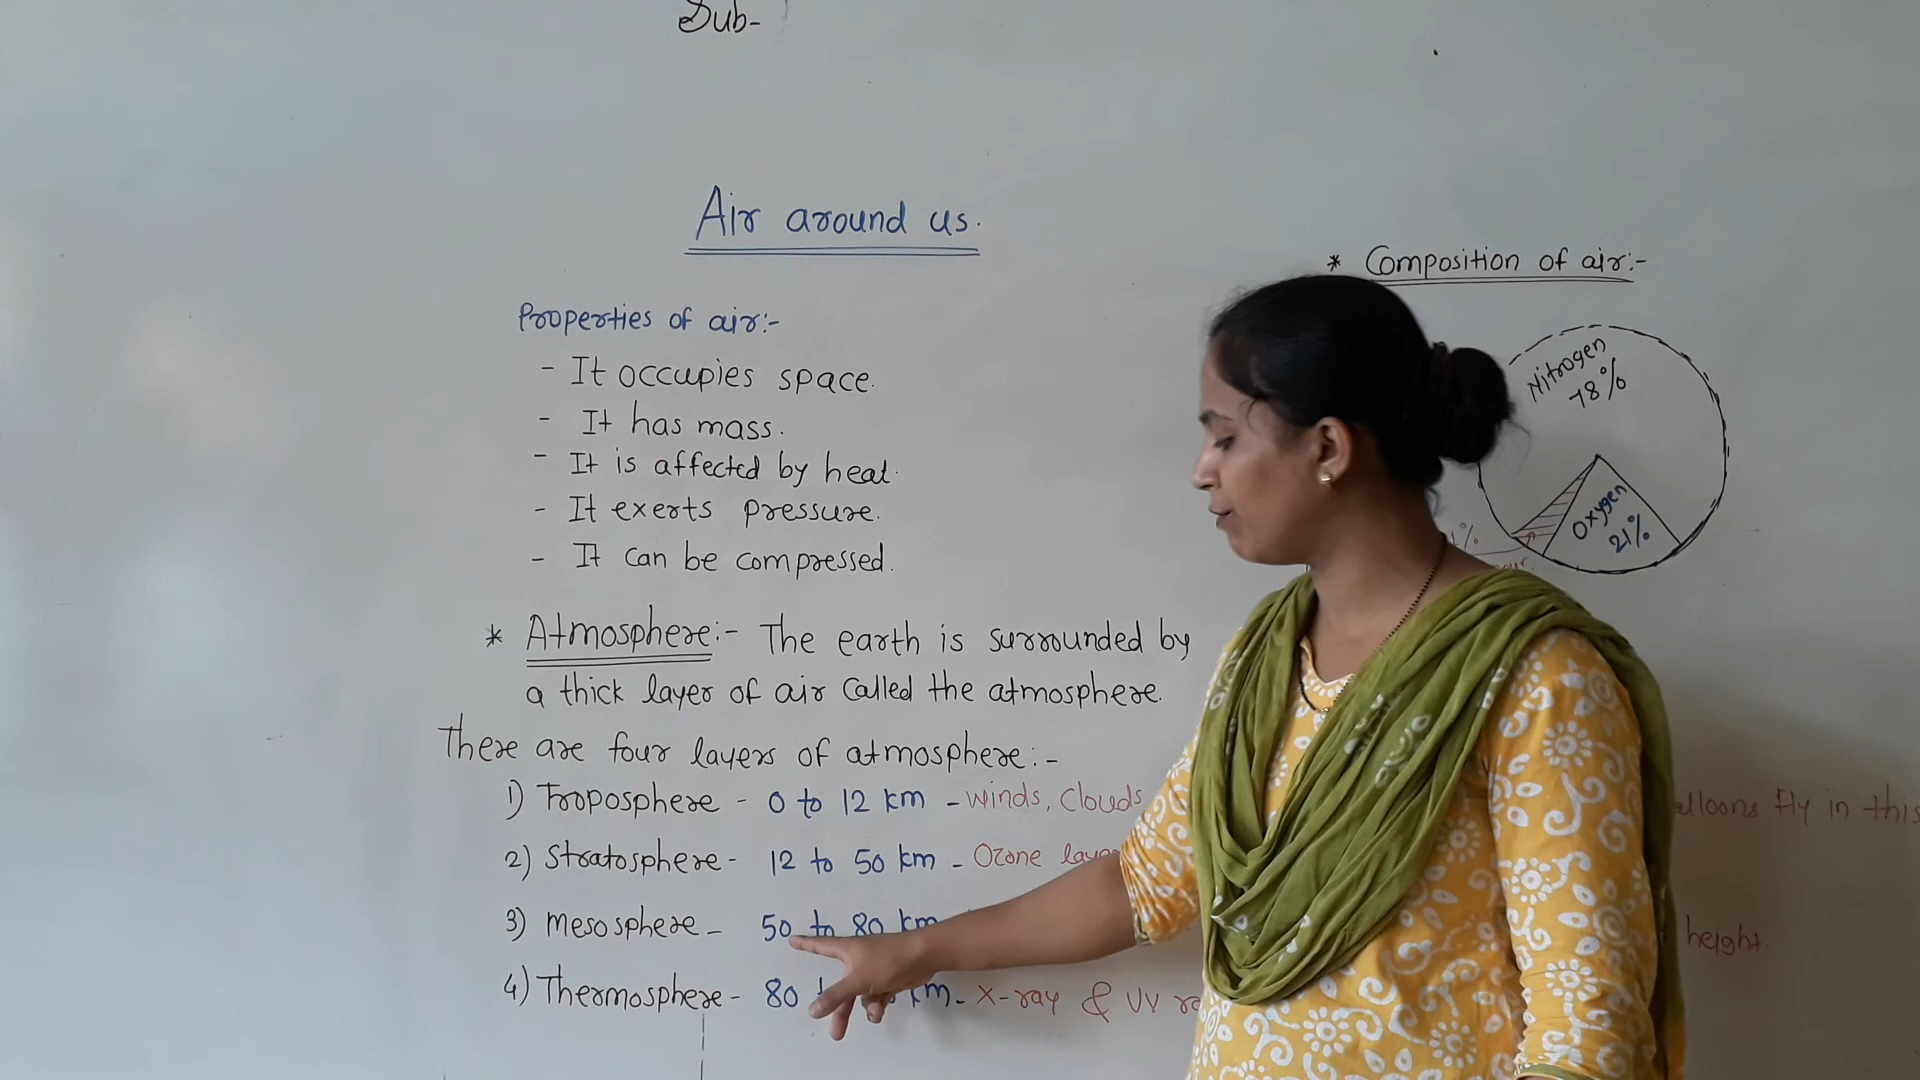 Sub-
Air around us.
Properties of air:-
- It occupies space.
- It has mass.
- It is affected by heat.
- It exerts pressure.
- It can be compressed.
* Atmosphere:- The earth is surrounded by
a thick layer of air called the atmosphere.
There are four layers of atmosphere:-
1) Troposphere - 0 to 12 km - winds, clouds
alloons fly in this
2) Stratosphere - 12 to 50 km - Ozone
3) Mesosphere - 50 to 80 km
height.
4) Thermosphere - 80 km - X-ray & UV
* Composition of air:-
Nitrogen
78%
Oxygen
21%